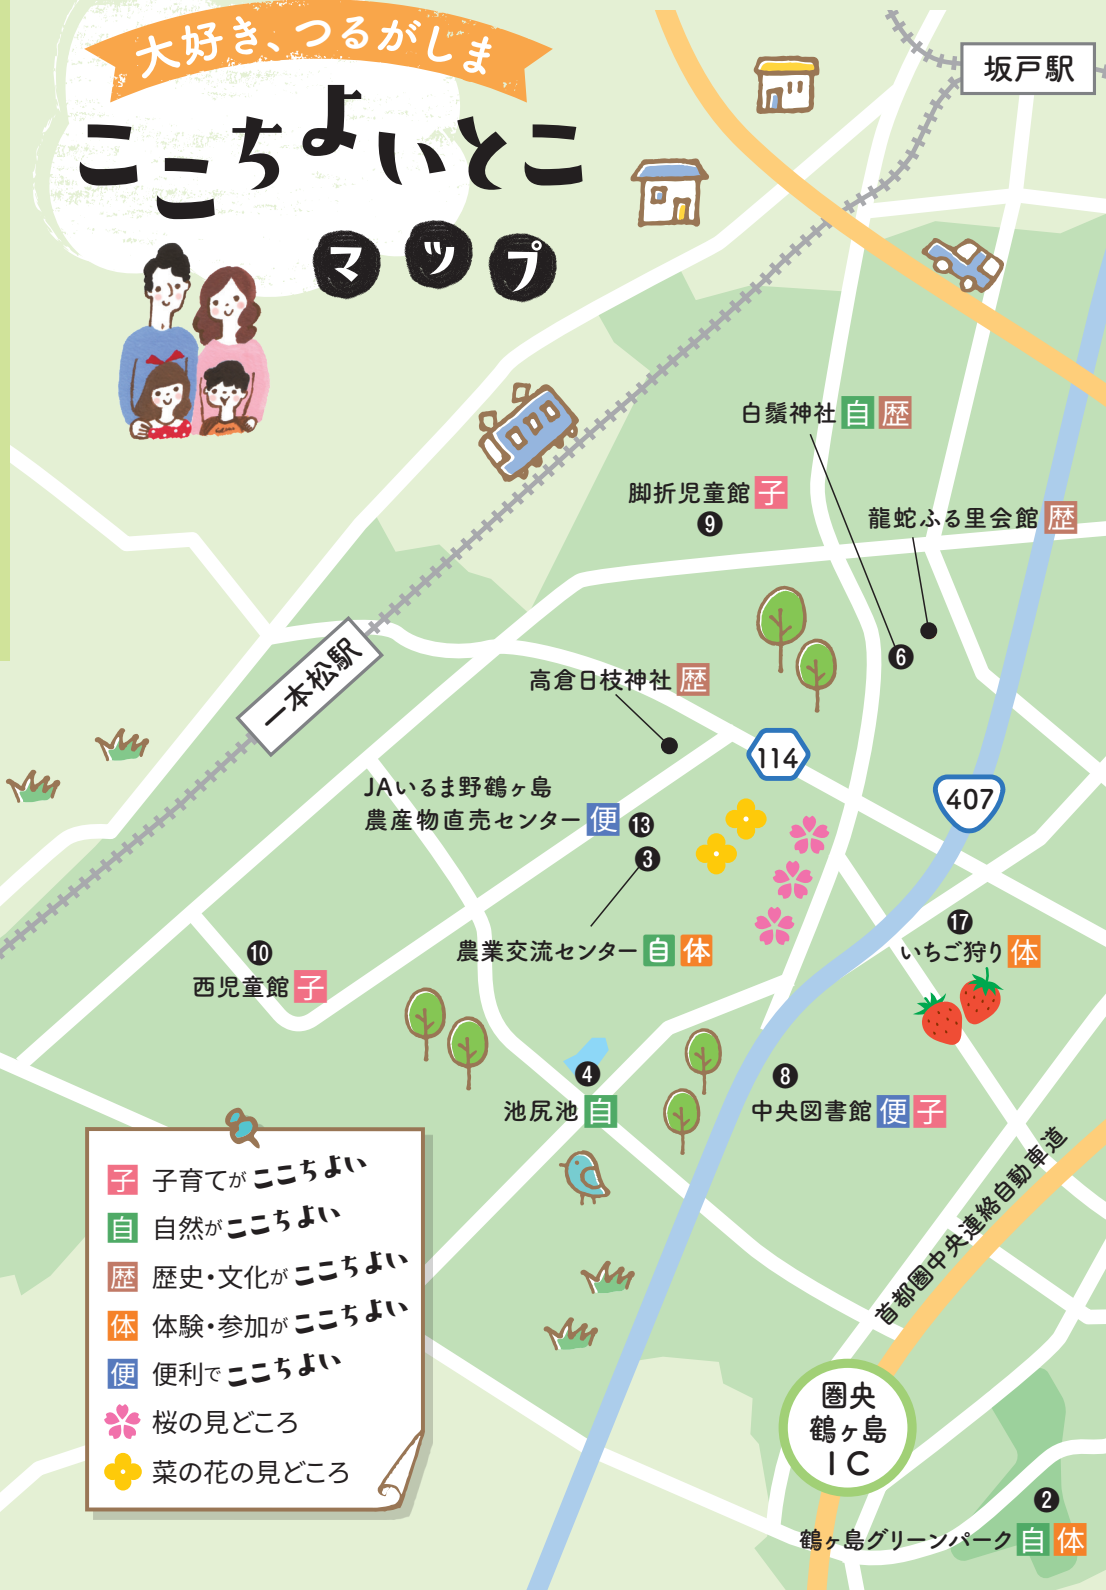 大好き、つるがしま
ここちよいとこ
マップ
坂戸駅
白鬚神社 自 歴
脚折児童館 子
9
龍蛇ふる里会館 歴
6
一本松駅
高倉日枝神社 歴
114
407
JAいるま野鶴ヶ島
農産物直売センター 便 13
3
農業交流センター 自 体
17
いちご狩り 体
10
西児童館 子
4
池尻池 自
8
中央図書館 便 子
首都圏中央連絡自動車道
子 子育てが ここちよい
自 自然が ここちよい
歴 歴史・文化が ここちよい
体 体験・参加が ここちよい
便 便利で ここちよい
桜の見どころ
菜の花の見どころ
圏央
鶴ヶ島
IC
2
鶴ヶ島グリーンパーク 自 体